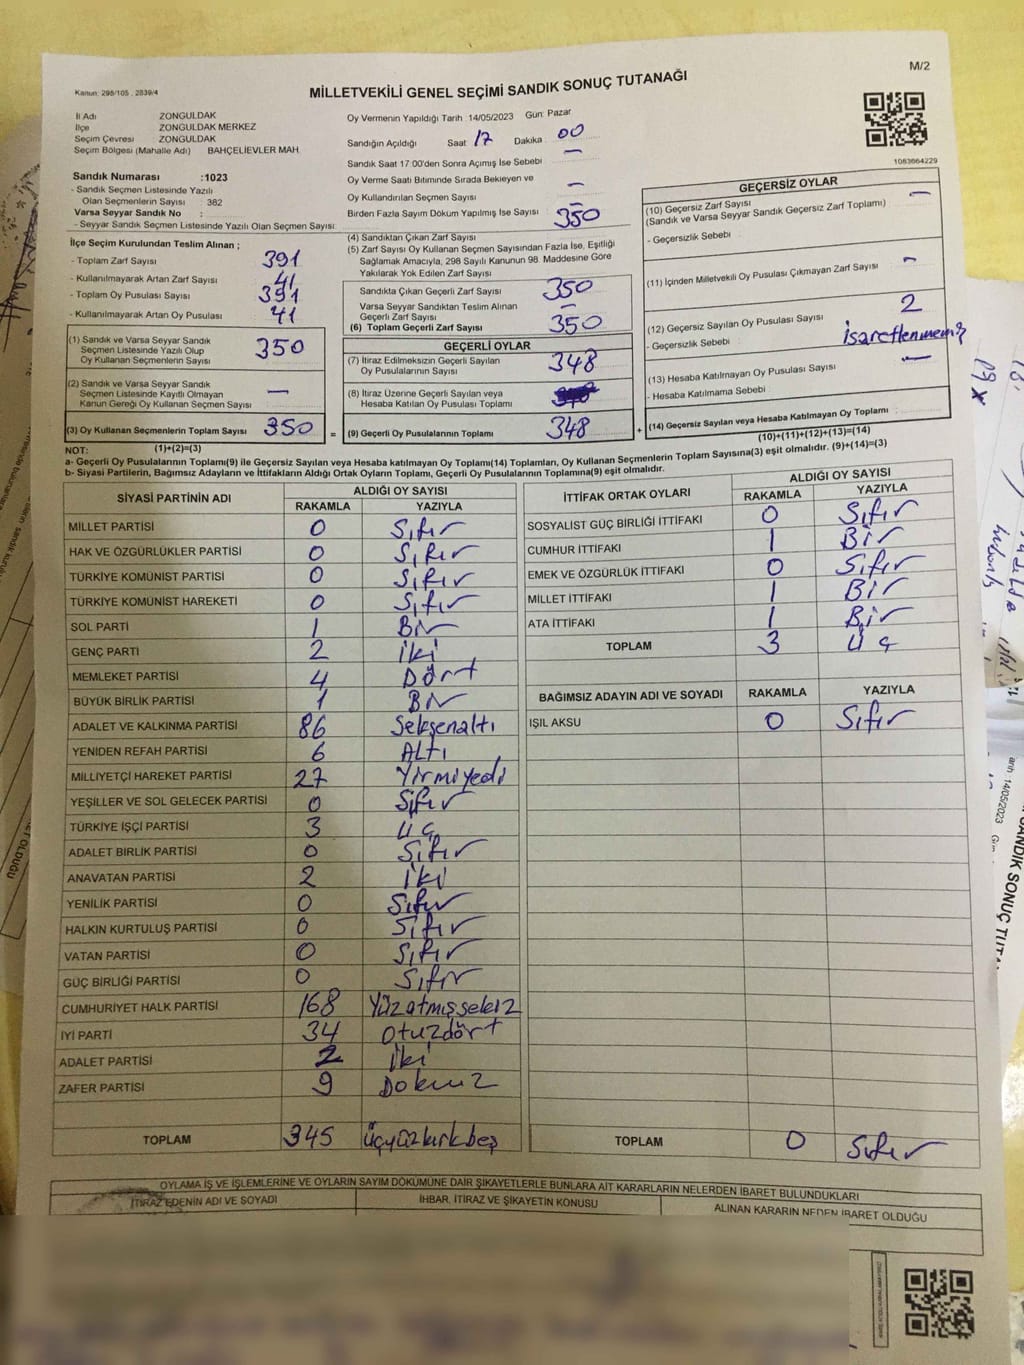 M/2
Kanun: 298/105 , 2839/4
MİLLETVEKİLİ GENEL SEÇİMİ SANDIK SONUÇ TUTANAĞI
İl Adı ZONGULDAK
İlçe ZONGULDAK MERKEZ
Seçim Çevresi ZONGULDAK
Seçim Bölgesi (Mahalle Adı) BAHÇELİEVLER MAH.
Sandık Numarası :1023
- Sandık Seçmen Listesinde Yazılı
Olan Seçmenlerin Sayısı : 382
Varsa Seyyar Sandık No :
- Seyyar Sandık Seçmen Listesinde Yazılı Olan Seçmen Sayısı:
İlçe Seçim Kurulundan Teslim Alınan ;
- Toplam Zarf Sayısı 391
- Kullanılmayarak Artan Zarf Sayısı 41
- Toplam Oy Pusulası Sayısı 391
- Kullanılmayarak Artan Oy Pusulası 41
(1) Sandık ve Varsa Seyyar Sandık
Seçmen Listesinde Yazılı Olup
Oy Kullanan Seçmenlerin Sayısı 350
(2) Sandık ve Varsa Seyyar Sandık
Seçmen Listesinde Kayıtlı Olmayan
Kanun Gereği Oy Kullanan Seçmen Sayısı —
(3) Oy Kullanan Seçmenlerin Toplam Sayısı 350 =
(1)+(2)=(3)
Oy Vermenin Yapıldığı Tarih :14/05/2023 Gün: Pazar
Sandığın Açıldığı Saat 17 Dakika 00
Sandık Saat 17:00'den Sonra Açımış İse Sebebi —
Oy Verme Saati Bitiminde Sırada Bekleyen ve
Oy Kullandırılan Seçmen Sayısı —
Birden Fazla Sayım Döküm Yapılmış İse Sayısı
(4) Sandıktan Çıkan Zarf Sayısı 350
(5) Zarf Sayısı Oy Kullanan Seçmen Sayısından Fazla İse, Eşitliği
Sağlamak Amacıyla, 298 Sayılı Kanunun 98. Maddesine Göre
Yakılarak Yok Edilen Zarf Sayısı
Sandıkta Çıkan Geçerli Zarf Sayısı 350
Varsa Seyyar Sandıktan Teslim Alınan
Geçerli Zarf Sayısı —
(6) Toplam Geçerli Zarf Sayısı 350
GEÇERLİ OYLAR
(7) İtiraz Edilmeksizin Geçerli Sayılan
Oy Pusulalarının Sayısı 348
(8) İtiraz Üzerine Geçerli Sayılan veya
Hesaba Katılan Oy Pusulası Toplamı
(9) Geçerli Oy Pusulalarının Toplamı 348 +
1083664229
GEÇERSİZ OYLAR
(10) Geçersiz Zarf Sayısı —
(Sandık ve Varsa Seyyar Sandık Geçersiz Zarf Toplamı)
- Geçersizlik Sebebi :
(11) İçinden Milletvekili Oy Pusulası Çıkmayan Zarf Sayısı —
(12) Geçersiz Sayılan Oy Pusulası Sayısı 2
- Geçersizlik Sebebi : İşaretlenmemiş
(13) Hesaba Katılmayan Oy Pusulası Sayısı —
- Hesaba Katılmama Sebebi :
(14) Geçersiz Sayılan veya Hesaba Katılmayan Oy Toplamı :
(10)+(11)+(12)+(13)=(14)
NOT:
a- Geçerli Oy Pusulalarının Toplamı(9) ile Geçersiz Sayılan veya Hesaba katılmayan Oy Toplamı(14) Toplamları, Oy Kullanan Seçmenlerin Toplam Sayısına(3) eşit olmalıdır. (9)+(14)=(3)
b- Siyasi Partilerin, Bağımsız Adayların ve İttifakların Aldığı Ortak Oyların Toplamı, Geçerli Oy Pusulalarının Toplamına(9) eşit olmalıdır.
SİYASİ PARTİNİN ADI ALDIĞI OY SAYISI
RAKAMLA YAZIYLA
MİLLET PARTİSİ 0 Sıfır
HAK VE ÖZGÜRLÜKLER PARTİSİ 0 Sıfır
TÜRKİYE KOMÜNİST PARTİSİ 0 Sıfır
TÜRKİYE KOMÜNİST HAREKETİ 0 Sıfır
SOL PARTİ 1 Bir
GENÇ PARTİ 2 İki
MEMLEKET PARTİSİ 4 Dört
BÜYÜK BİRLİK PARTİSİ 1 Bir
ADALET VE KALKINMA PARTİSİ 86 Seksenaltı
YENİDEN REFAH PARTİSİ 6 Altı
MİLLİYETÇİ HAREKET PARTİSİ 27 Yirmiyedi
YEŞİLLER VE SOL GELECEK PARTİSİ 0 Sıfır
TÜRKİYE İŞÇİ PARTİSİ 3 Üç
ADALET BİRLİK PARTİSİ 0 Sıfır
ANAVATAN PARTİSİ 2 İki
YENİLİK PARTİSİ 0 Sıfır
HALKIN KURTULUŞ PARTİSİ 0 Sıfır
VATAN PARTİSİ 0 Sıfır
GÜÇ BİRLİĞİ PARTİSİ 0 Sıfır
CUMHURİYET HALK PARTİSİ 168 Yüzatmışsekiz
İYİ PARTİ 34 Otuzdört
ADALET PARTİSİ 2 İki
ZAFER PARTİSİ 9 Dokuz
TOPLAM 345 Üçyüzkırkbeş
İTTİFAK ORTAK OYLARI ALDIĞI OY SAYISI
RAKAMLA YAZIYLA
SOSYALİST GÜÇ BİRLİĞİ İTTİFAKI 0 Sıfır
CUMHUR İTTİFAKI 1 Bir
EMEK VE ÖZGÜRLÜK İTTİFAKI 0 Sıfır
MİLLET İTTİFAKI 1 Bir
ATA İTTİFAKI 1 Bir
TOPLAM 3 Üç
BAĞIMSIZ ADAYIN ADI VE SOYADI RAKAMLA YAZIYLA
IŞIL AKSU 0 Sıfır
TOPLAM 0 Sıfır
OYLAMA İŞ VE İŞLEMLERİNE VE OYLARIN SAYIM DÖKÜMÜNE DAİR ŞİKAYETLERLE BUNLARA AİT KARARLARIN NELERDEN İBARET BULUNDUKLARI
İTİRAZ EDENİN ADI VE SOYADI İHBAR, İTİRAZ VE ŞİKAYETİN KONUSU ALINAN KARARIN NEDEN İBARET OLDUĞU